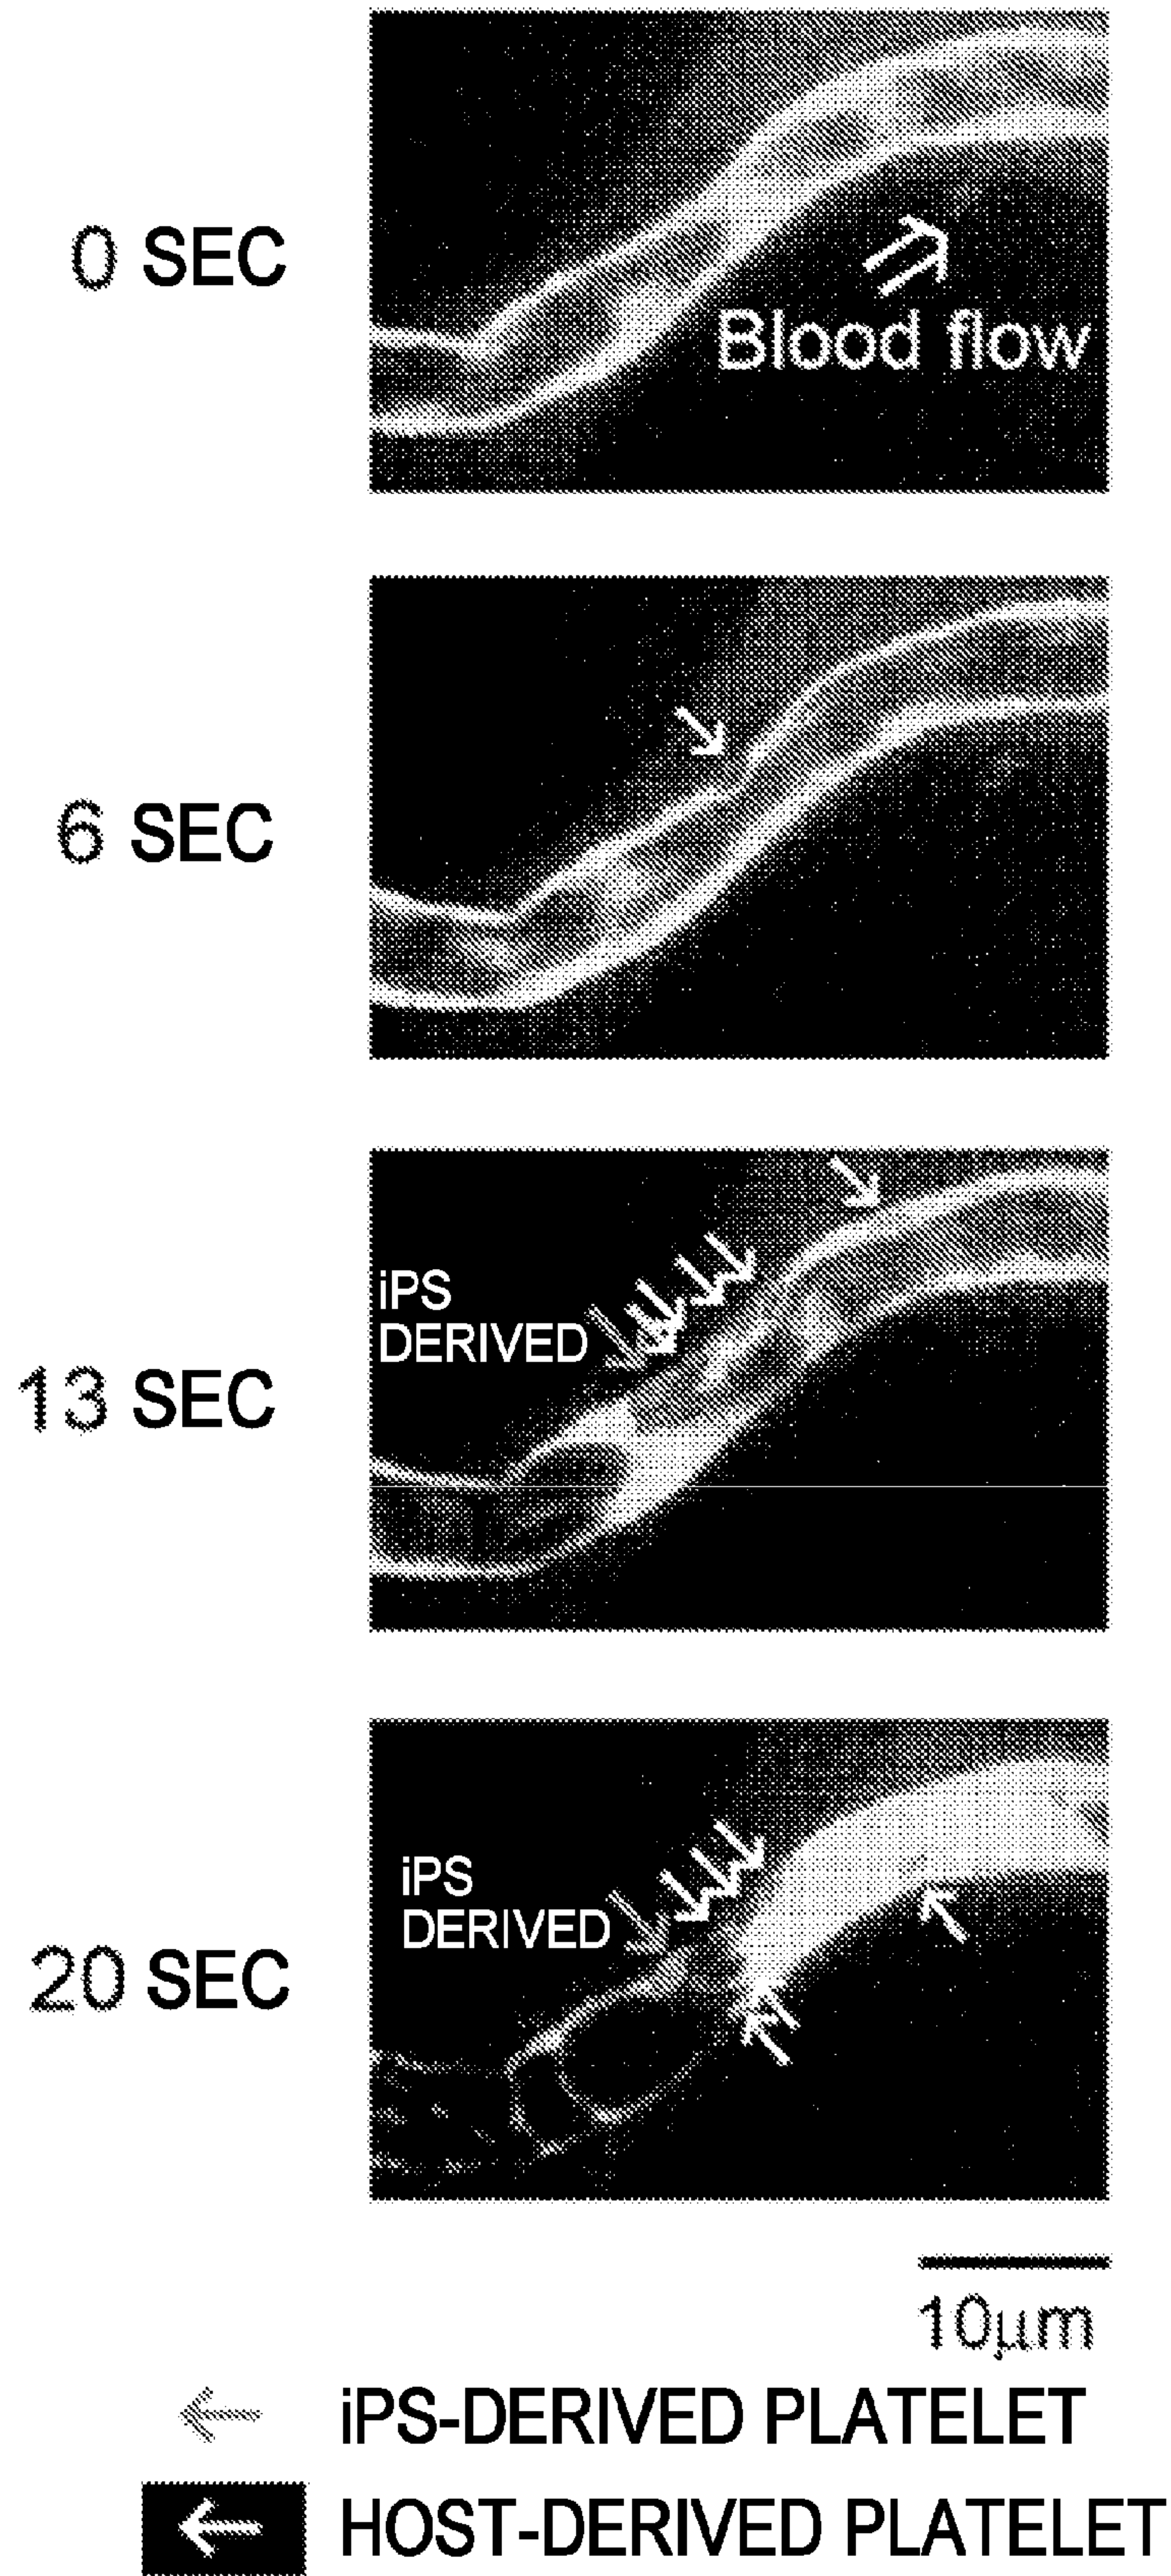 0 SEC
Blood flow
6 SEC
iPS
DERIVED
13 SEC
iPS
DERIVED
20 SEC
10μm
iPS-DERIVED PLATELET
HOST-DERIVED PLATELET